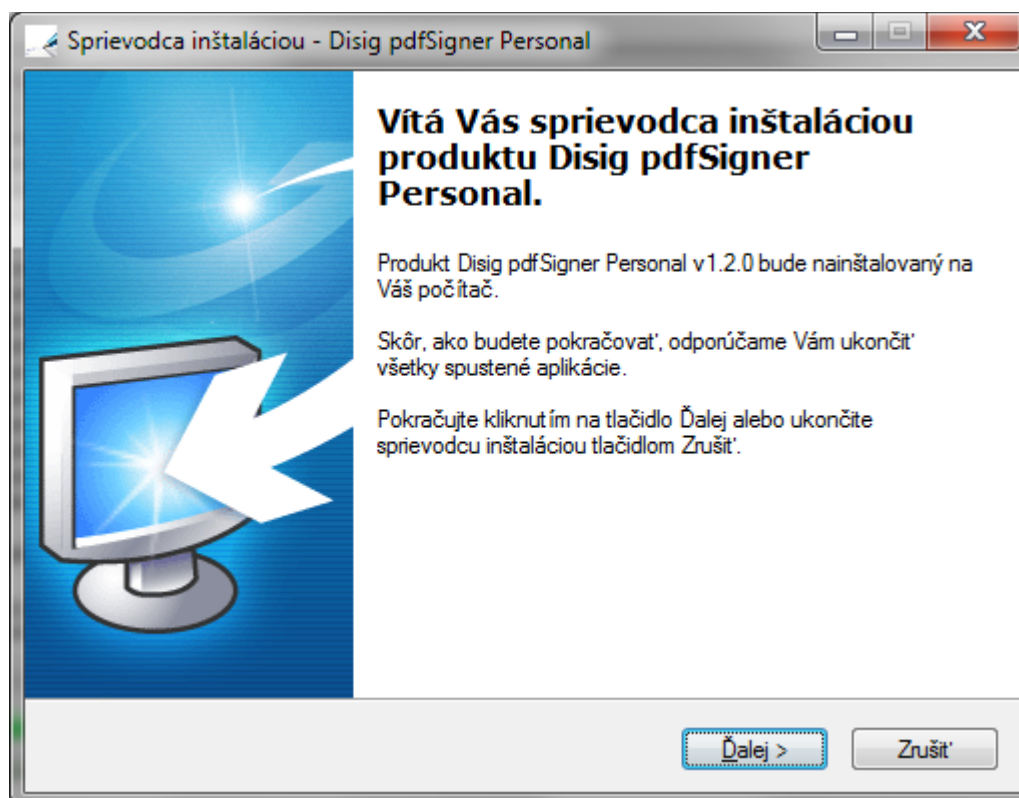 Sprievodca inštaláciou - Disig pdfSigner Personal
Vítá Vás sprievodca inštaláciou
produktu Disig pdfSigner
Personal.
Produkt Disig pdfSigner Personal v1.2.0 bude nainštalovaný na
Váš počítač.
Skôr, ako budete pokračovať, odporúčame Vám ukončiť
všetky spustené aplikácie.
Pokračujte kliknutím na tlačidlo Ďalej alebo ukončite
sprievodcu inštaláciou tlačidlom Zrušiť.
Ďalej >
Zrušiť